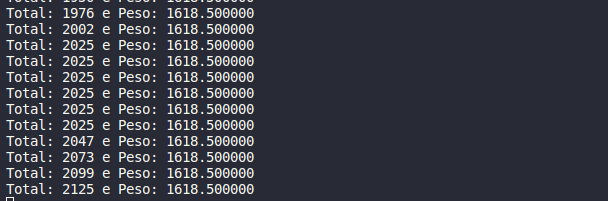 Total: 1976 e Peso: 1618.500000
Total: 2002 e Peso: 1618.500000
Total: 2025 e Peso: 1618.500000
Total: 2025 e Peso: 1618.500000
Total: 2025 e Peso: 1618.500000
Total: 2025 e Peso: 1618.500000
Total: 2025 e Peso: 1618.500000
Total: 2025 e Peso: 1618.500000
Total: 2047 e Peso: 1618.500000
Total: 2073 e Peso: 1618.500000
Total: 2099 e Peso: 1618.500000
Total: 2125 e Peso: 1618.500000